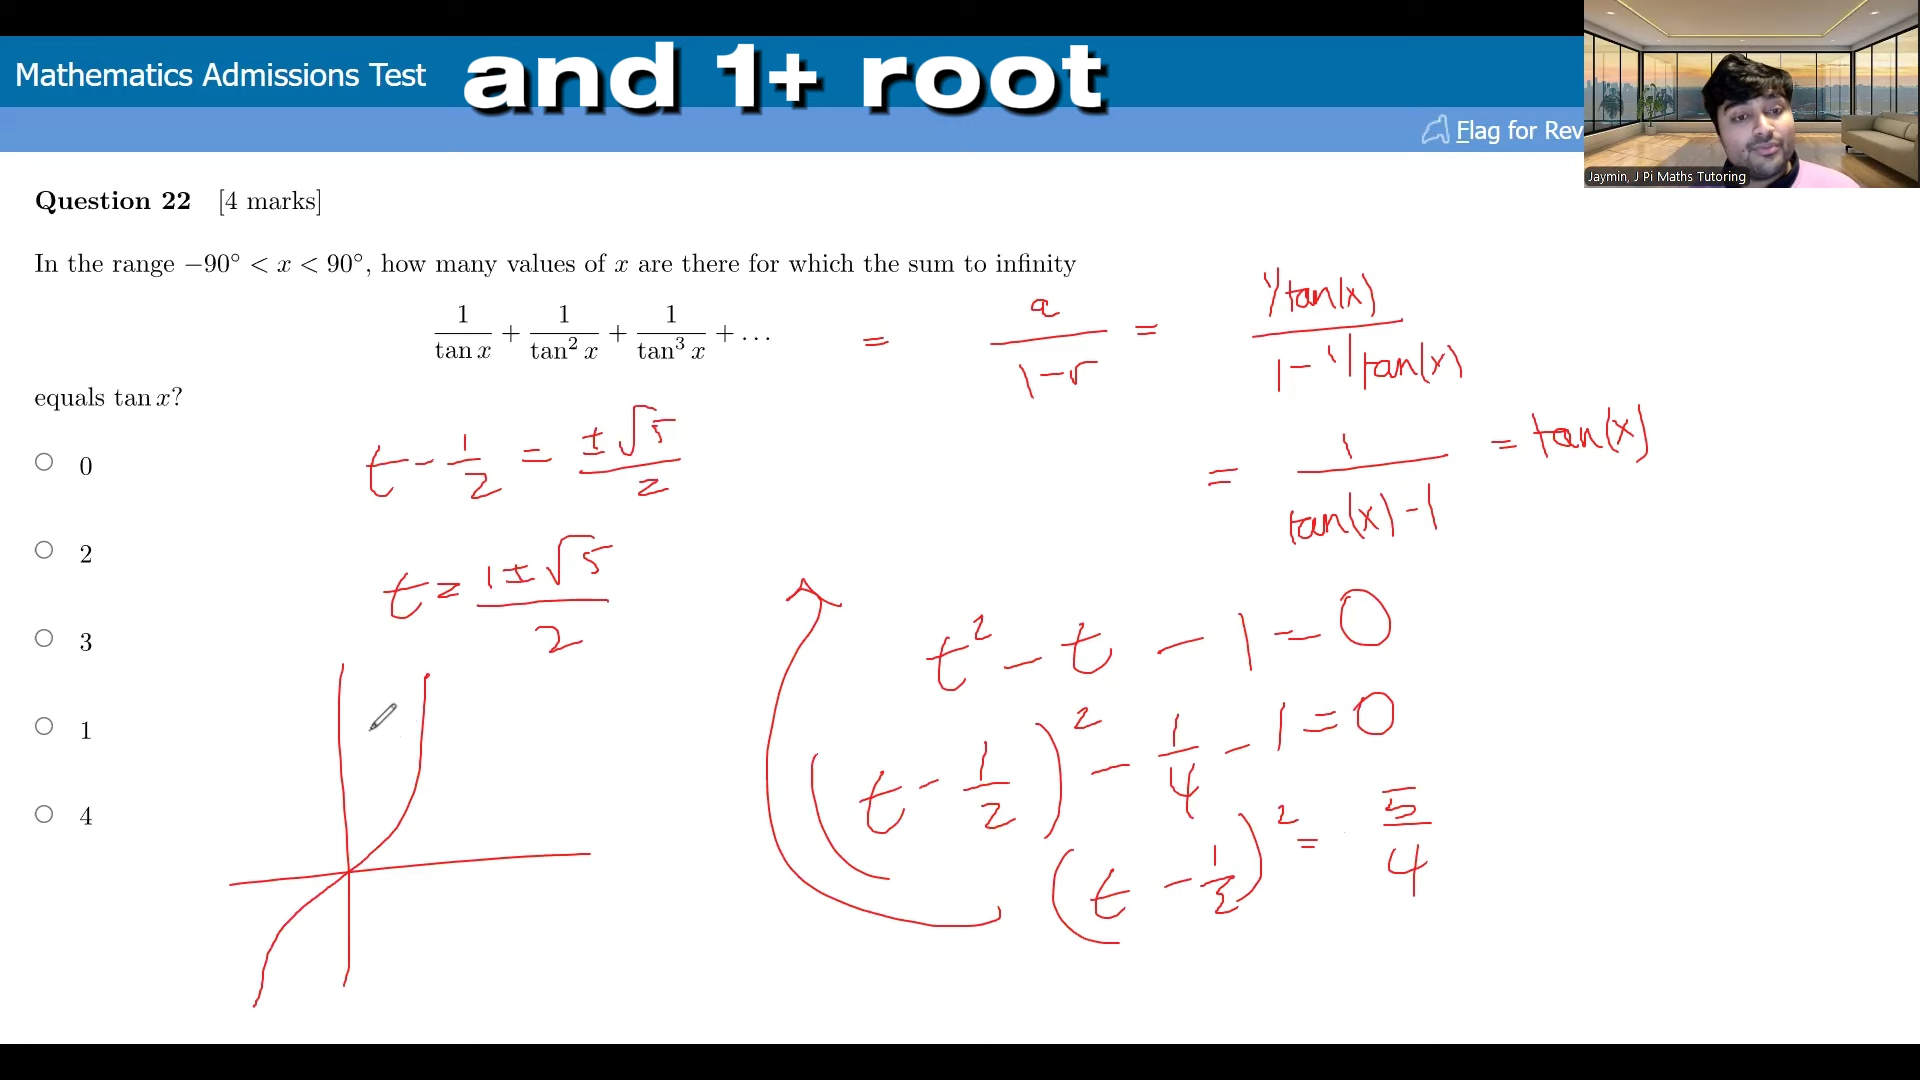 Mathematics Admissions Test
and 1+ root
Flag for Rev
Jaymin, J Pi Maths Tutoring
Question 22 [4 marks]
In the range −90° < x < 90°, how many values of x are there for which the sum to infinity
1/tan x + 1/tan² x + 1/tan³ x + ...
= a/(1−r) = (1/tan(x))/(1 − 1/tan(x))
equals tan x?
= 1/(tan(x)−1) = tan(x)
0
2
3
1
4
t − 1/2 = ±√5/2
t = (1±√5)/2
t² − t − 1 = 0
(t − 1/2)² − 1/4 − 1 = 0
(t − 1/2)² = 5/4